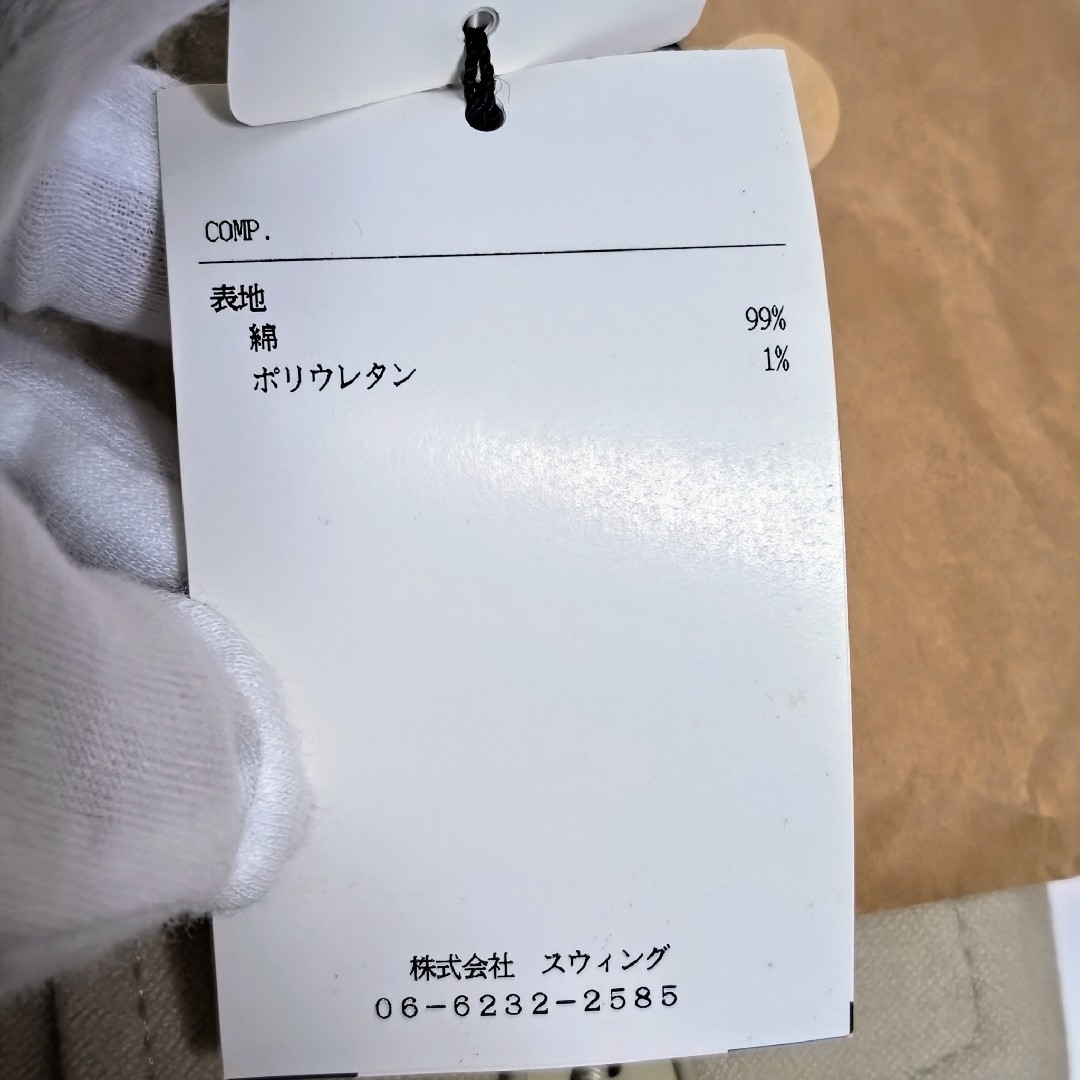 COMP.
表地
綿 99%
ポリウレタン 1%
株式会社　スウィング
06-6232-2585